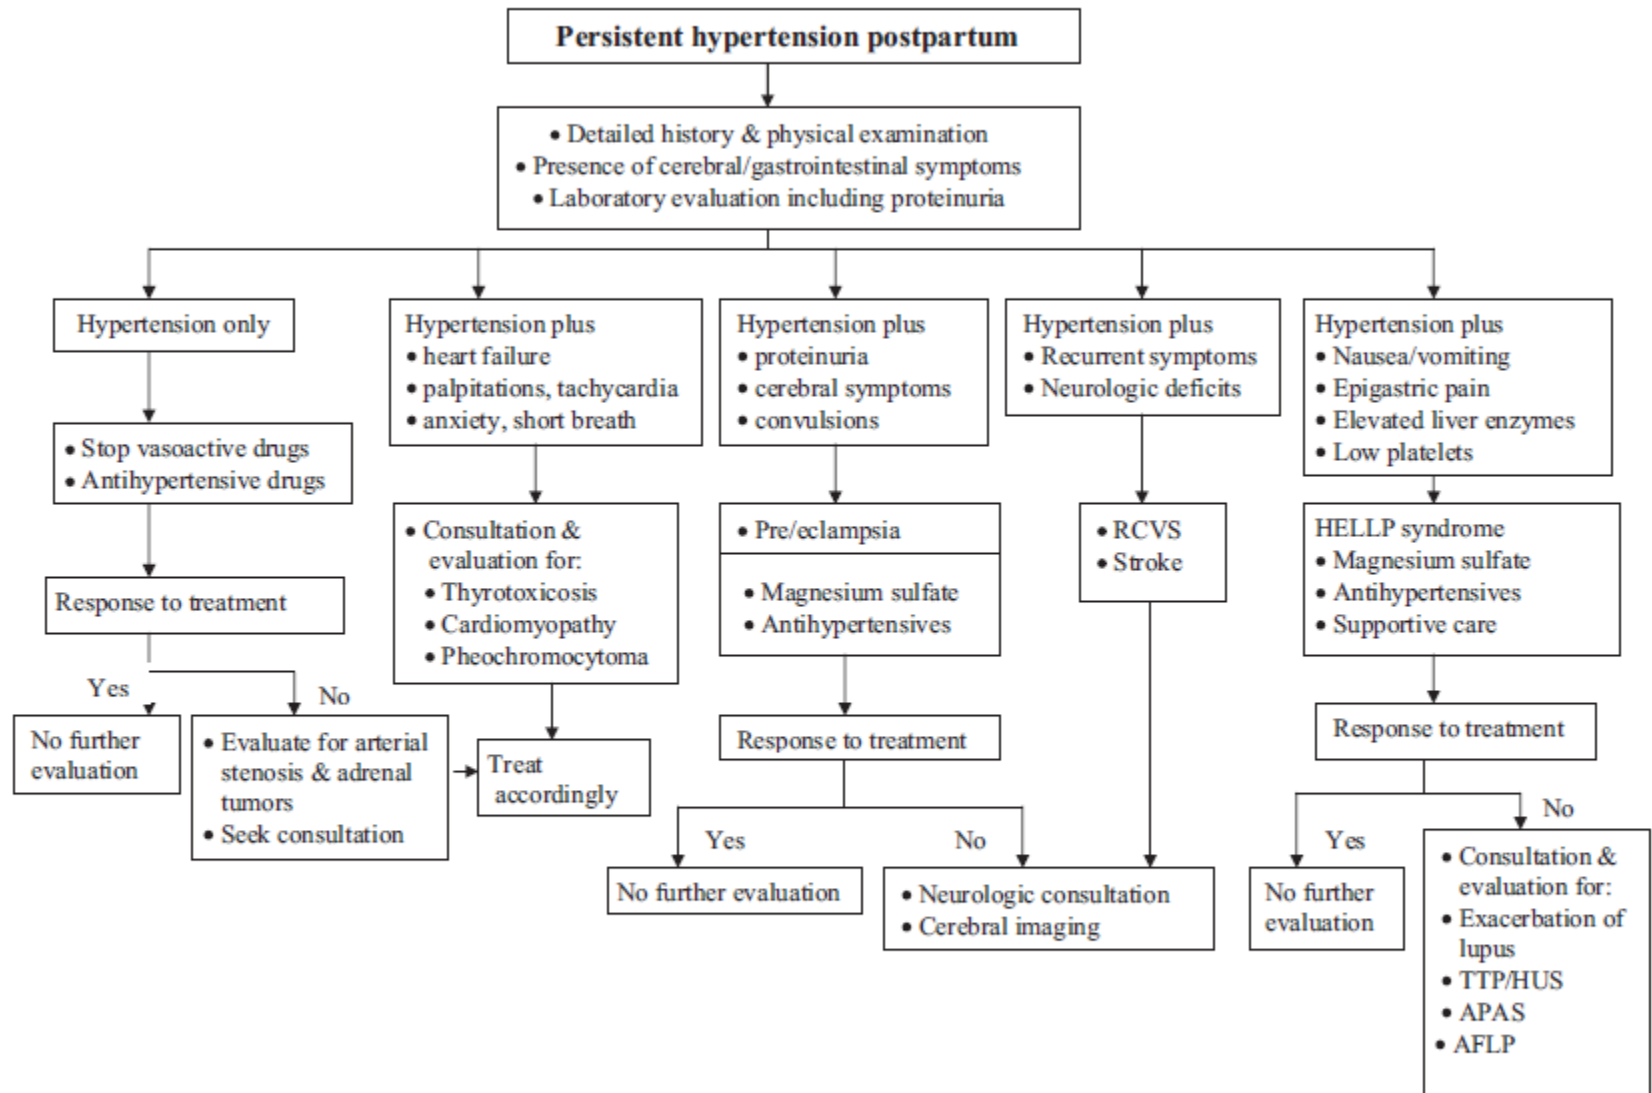 Persistent hypertension postpartum
• Detailed history & physical examination
• Presence of cerebral/gastrointestinal symptoms
• Laboratory evaluation including proteinuria
Hypertension only
• Stop vasoactive drugs
• Antihypertensive drugs
Response to treatment
Yes
No
No further
evaluation
• Evaluate for arterial
stenosis & adrenal
tumors
• Seek consultation
Hypertension plus
• heart failure
• palpitations, tachycardia
• anxiety, short breath
• Consultation &
evaluation for:
• Thyrotoxicosis
• Cardiomyopathy
• Pheochromocytoma
Treat
accordingly
Hypertension plus
• proteinuria
• cerebral symptoms
• convulsions
• Pre/eclampsia
• Magnesium sulfate
• Antihypertensives
Response to treatment
Yes
No
No further evaluation
• Neurologic consultation
• Cerebral imaging
Hypertension plus
• Recurrent symptoms
• Neurologic deficits
• RCVS
• Stroke
Hypertension plus
• Nausea/vomiting
• Epigastric pain
• Elevated liver enzymes
• Low platelets
HELLP syndrome
• Magnesium sulfate
• Antihypertensives
• Supportive care
Response to treatment
Yes
No
No further
evaluation
• Consultation &
evaluation for:
• Exacerbation of
lupus
• TTP/HUS
• APAS
• AFLP